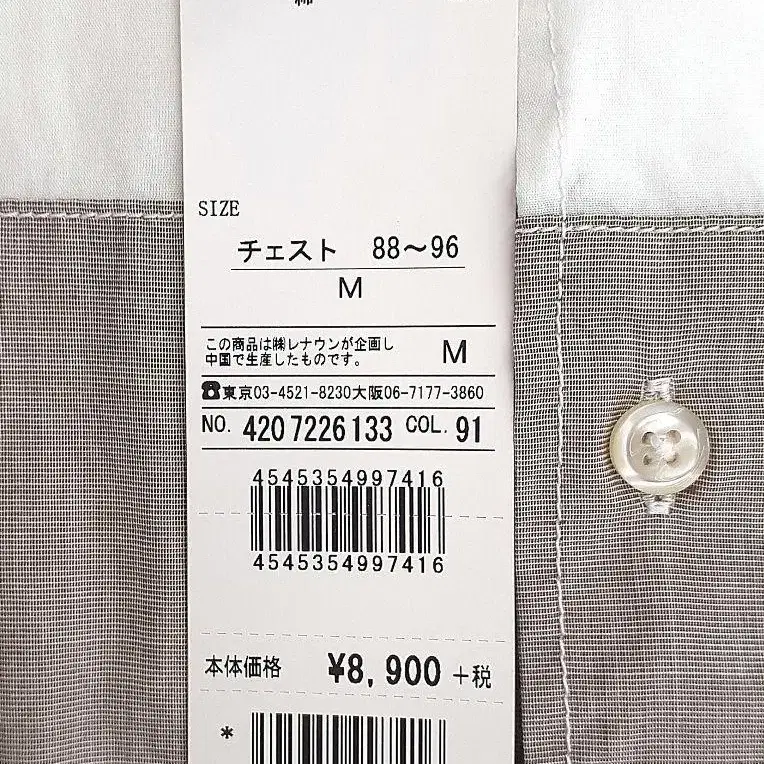 SIZE
チェスト 88～96
M
この商品は㈱レナウンが企画し
中国で生産したものです。 M
☎東京03-4521-8230大阪06-7177-3860
NO. 420 7226 133 COL. 91
4545354997416
4545354997416
本体価格 ¥8,900 +税
*